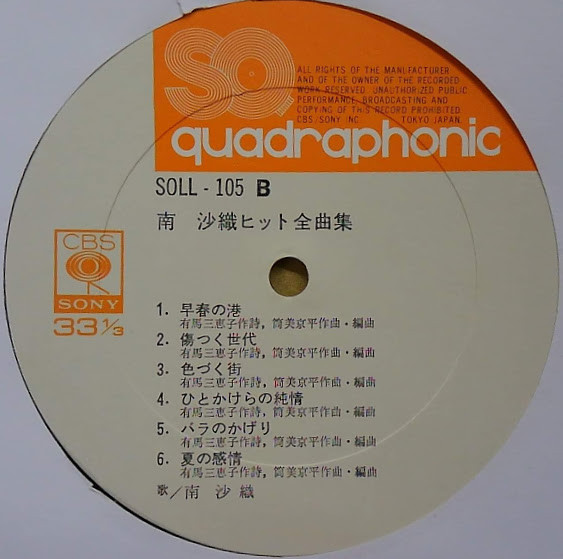 SQ
ALL RIGHTS OF THE MANUFACTURER
AND OF THE OWNER OF THE RECORDED
WORK RESERVED. UNAUTHORIZED PUBLIC
PERFORMANCE, BROADCASTING AND
COPYING OF THIS RECORD PROHIBITED.
CBS/SONY INC. TOKYO JAPAN.
quadraphonic
SOLL - 105 B
南 沙織ヒット全曲集
CBS
SONY
33 1/3
1. 早春の港
有馬三恵子作詩, 筒美京平作曲・編曲
2. 傷つく世代
有馬三恵子作詩, 筒美京平作曲・編曲
3. 色づく街
有馬三恵子作詩, 筒美京平作曲・編曲
4. ひとかけらの純情
有馬三恵子作詩, 筒美京平作曲・編曲
5. バラのかげり
有馬三恵子作詩, 筒美京平作曲・編曲
6. 夏の感情
有馬三恵子作詩, 筒美京平作曲・編曲
歌/南 沙 織